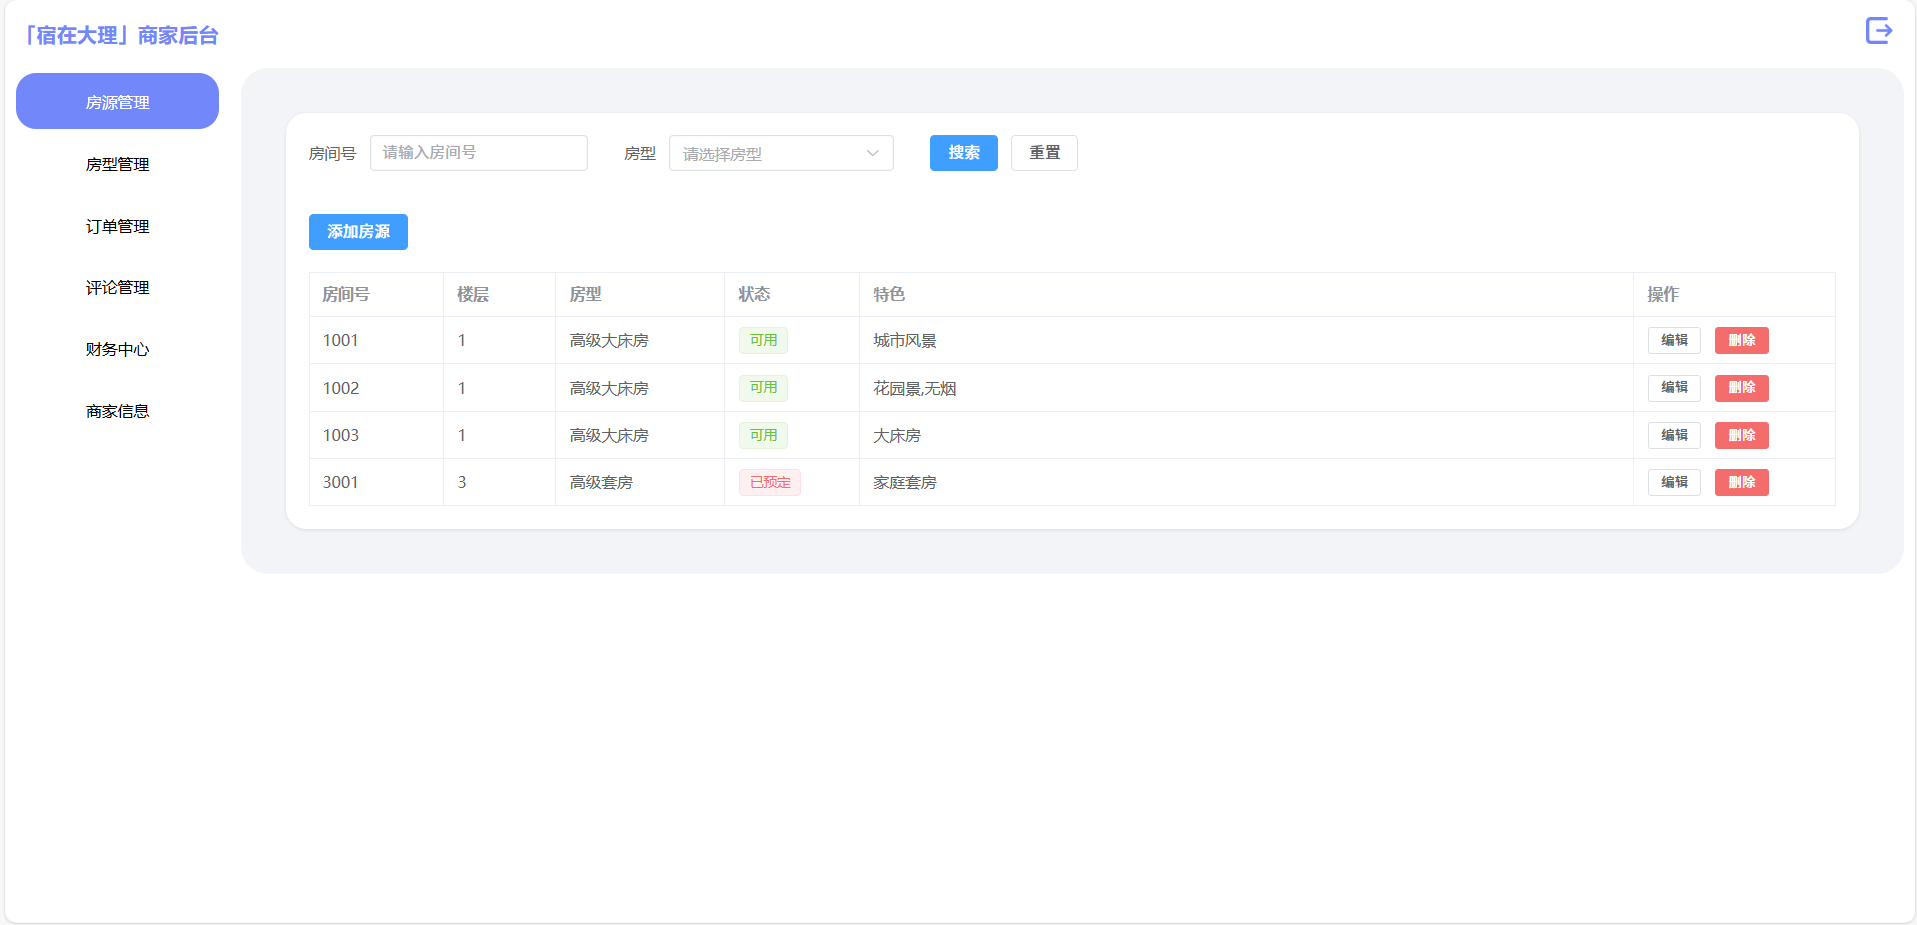 「宿在大理」商家后台
房源管理
房型管理
订单管理
评论管理
财务中心
商家信息
房间号 请输入房间号 房型 请选择房型 搜索 重置
添加房源
房间号 楼层 房型 状态 特色 操作
1001 1 高级大床房 可用 城市风景 编辑 删除
1002 1 高级大床房 可用 花园景,无烟 编辑 删除
1003 1 高级大床房 可用 大床房 编辑 删除
3001 3 高级套房 已预定 家庭套房 编辑 删除